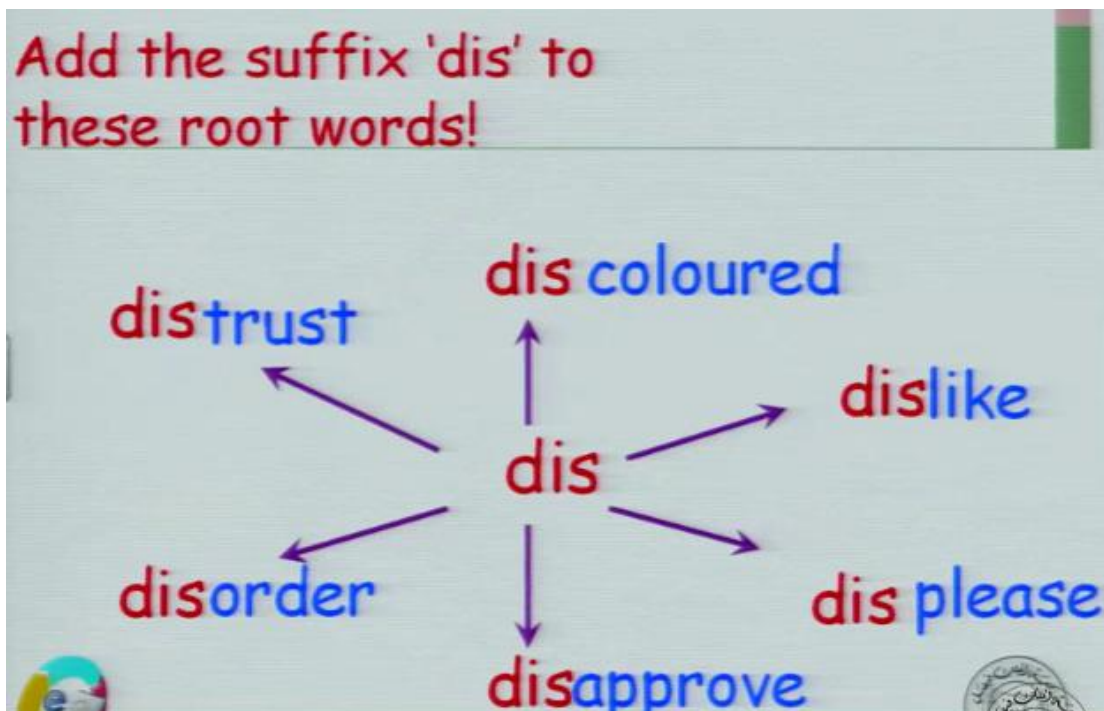 Add the suffix ‘dis’ to
these root words!
dis coloured
distrust
dislike
dis
disorder
dis please
disapprove